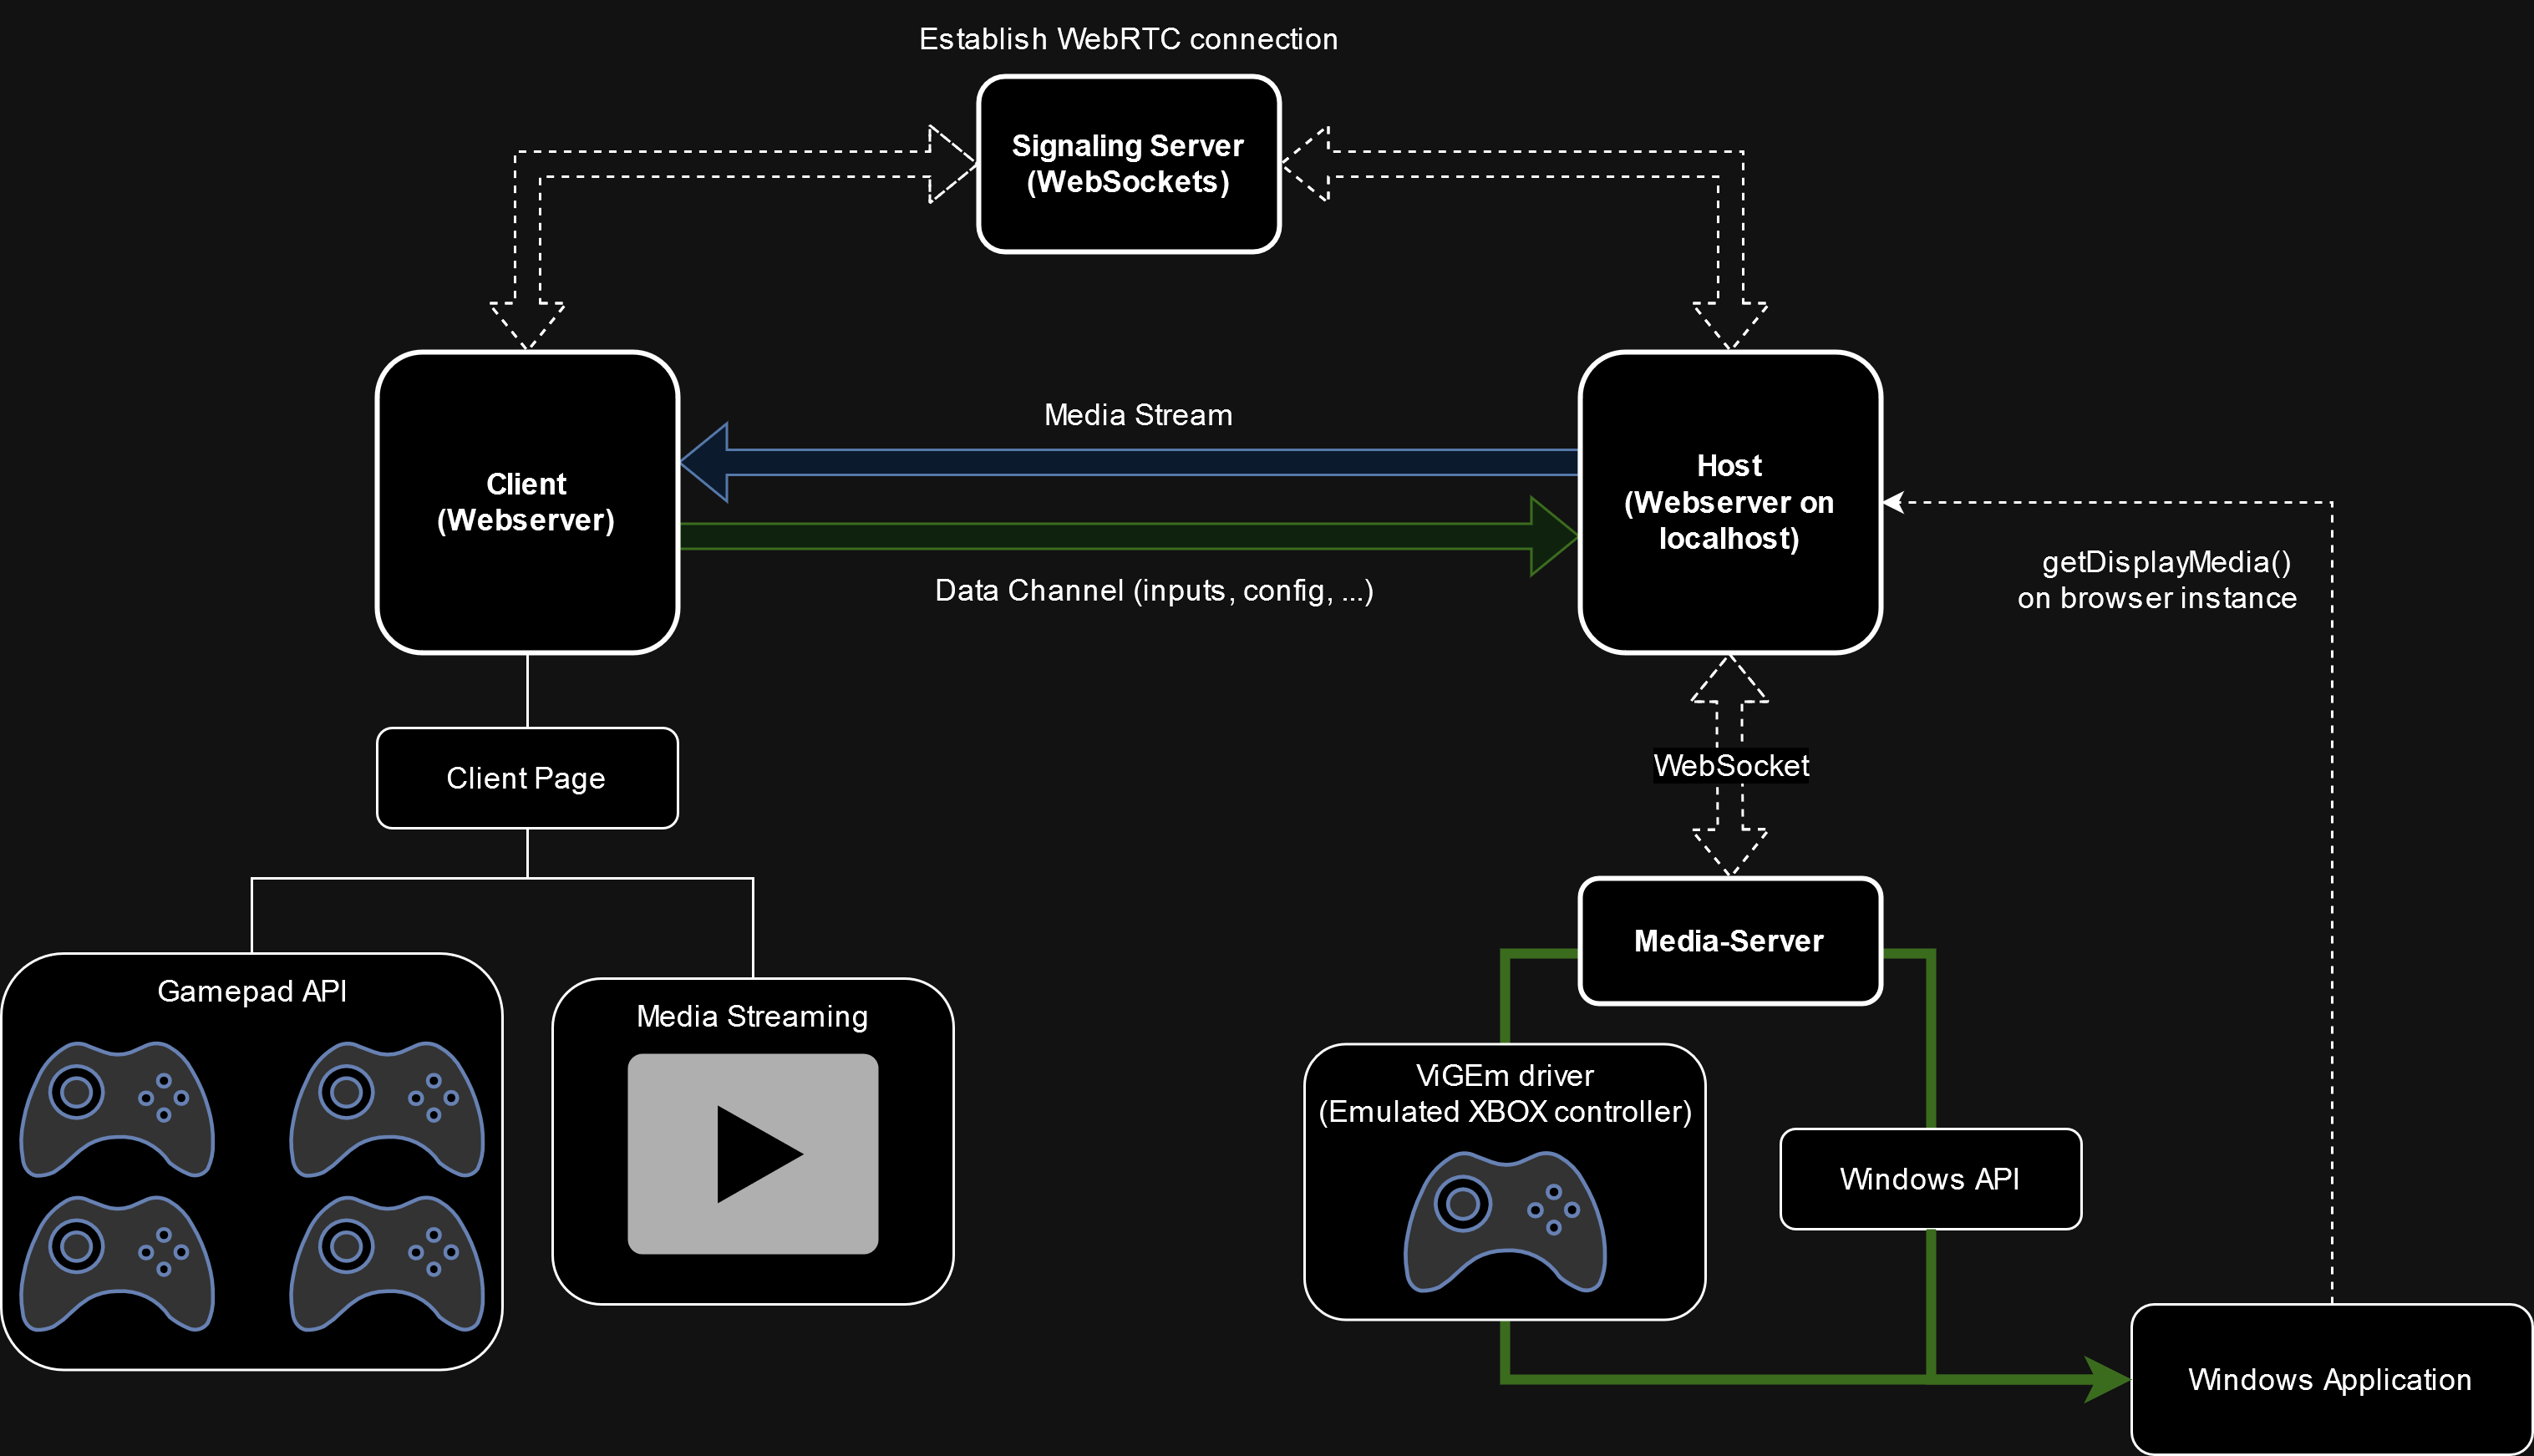 Establish WebRTC connection
Signaling Server
(WebSockets)
Media Stream
Client
(Webserver)
Host
(Webserver on
localhost)
Data Channel (inputs, config, ...)
getDisplayMedia()
on browser instance
Client Page
WebSocket
Media-Server
Gamepad API
Media Streaming
ViGEm driver
(Emulated XBOX controller)
Windows API
Windows Application